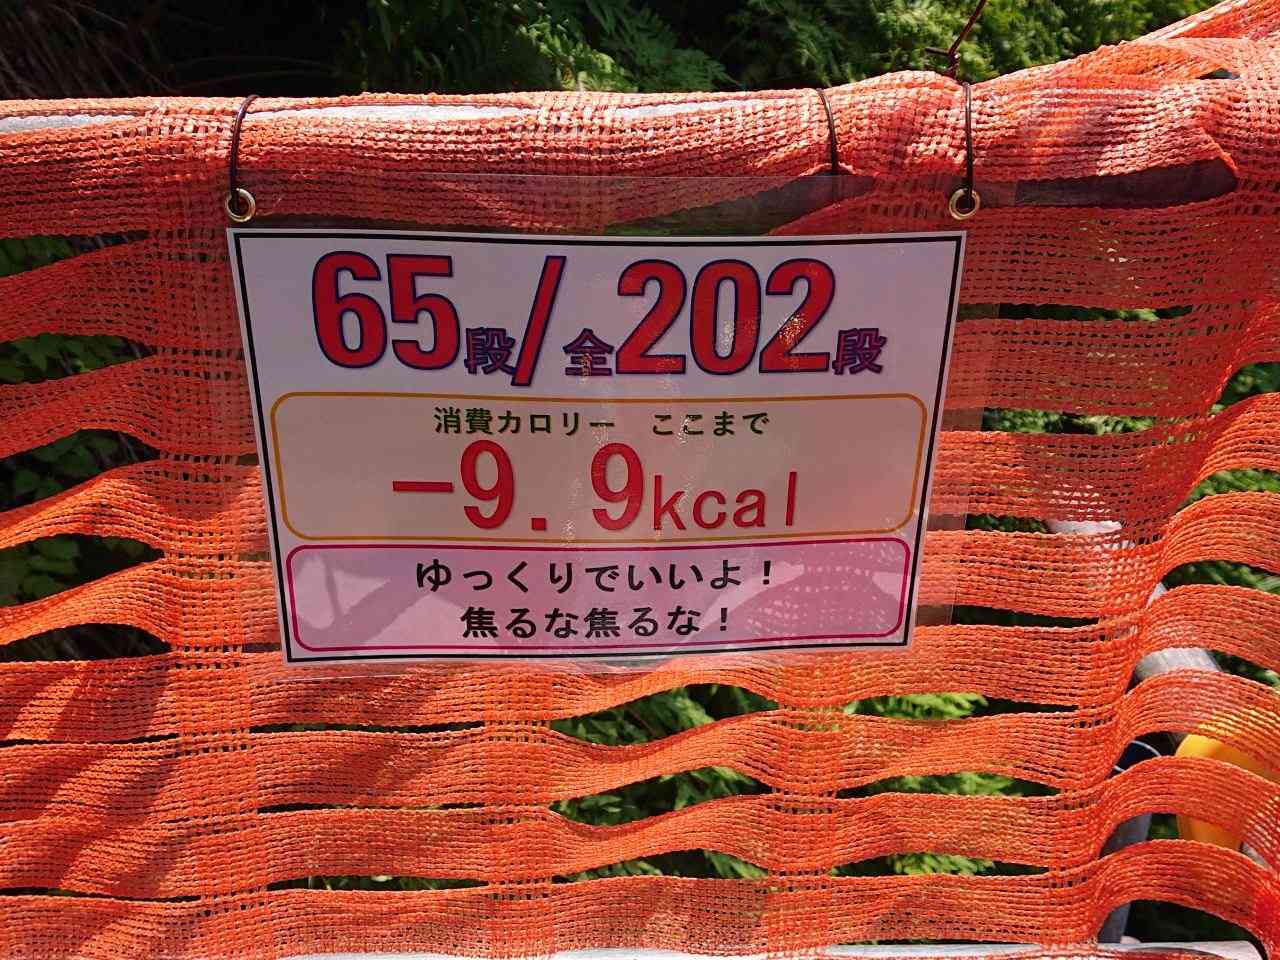 65段/全202段
消費カロリー　ここまで
-9.9kcal
ゆっくりでいいよ！
焦るな焦るな！